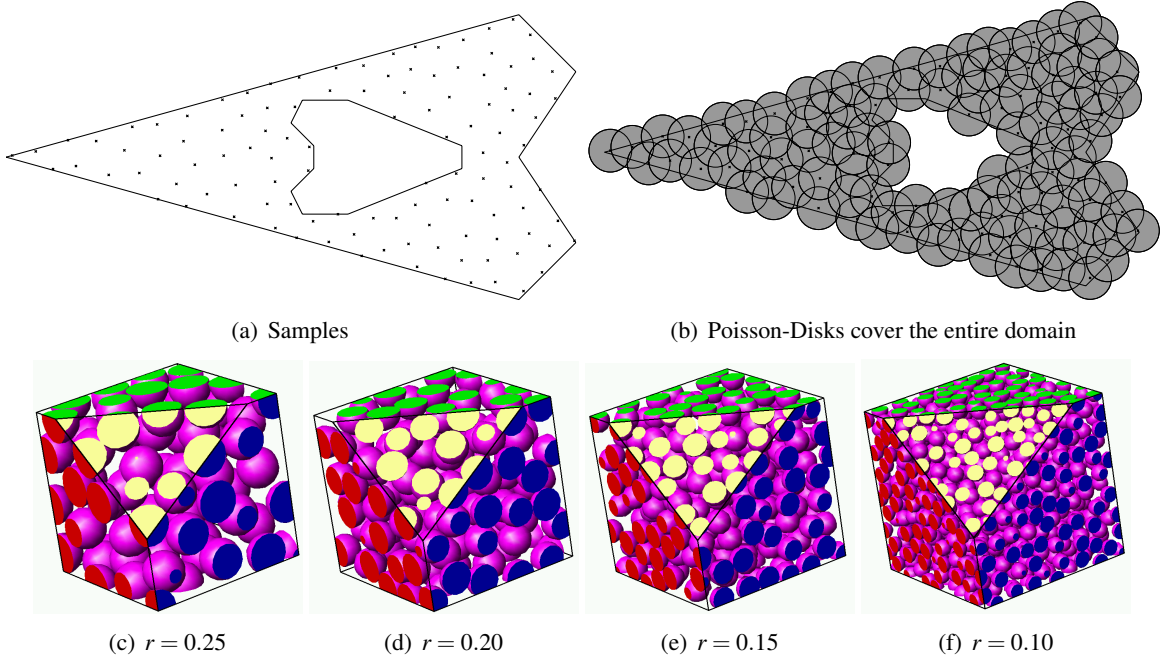 (a) Samples
(b) Poisson-Disks cover the entire domain
(c) r = 0.25
(d) r = 0.20
(e) r = 0.15
(f) r = 0.10